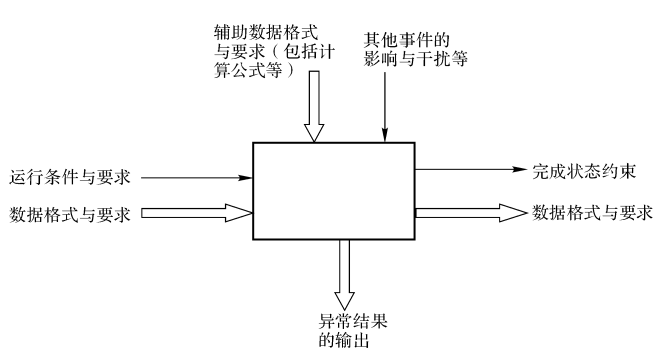 辅助数据格式
与要求（包括计
算公式等）
其他事件的
影响与干扰等
运行条件与要求
数据格式与要求
完成状态约束
数据格式与要求
异常结果
的输出